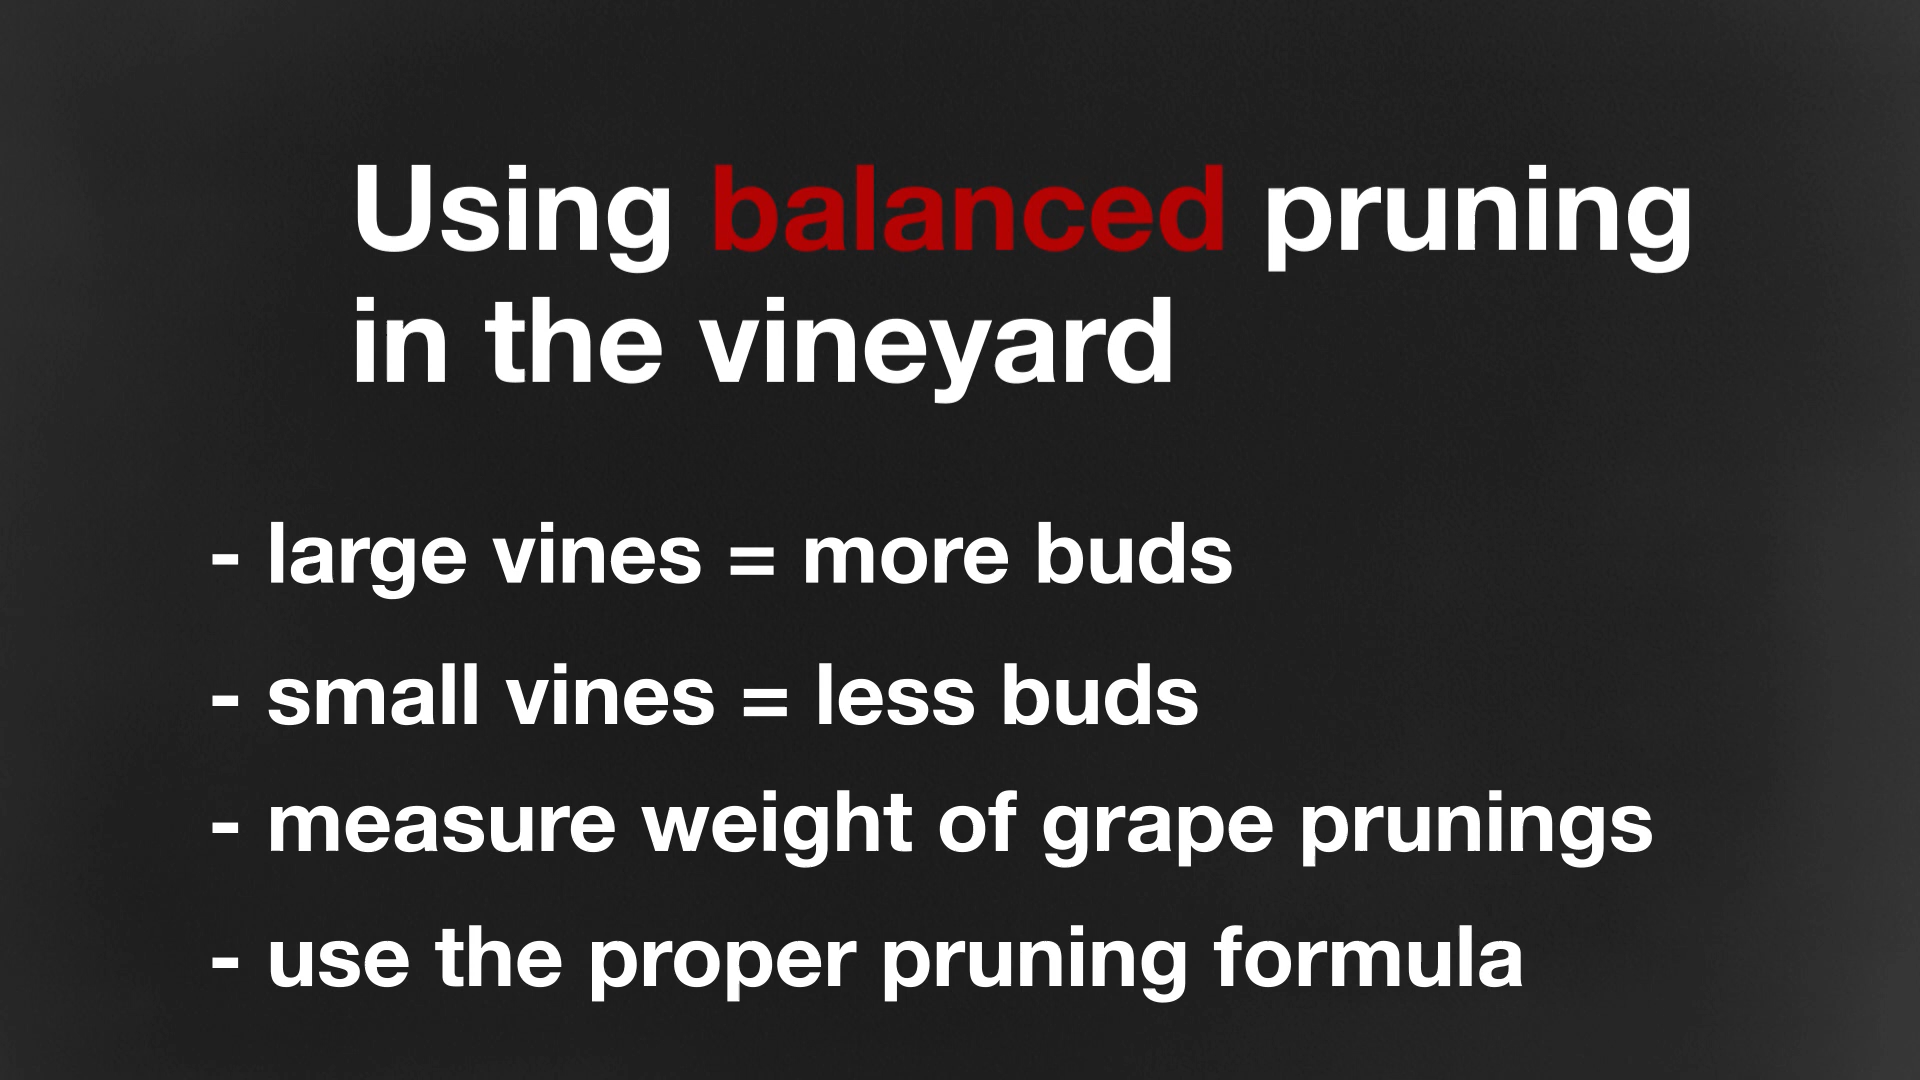 Using balanced pruning
in the vineyard
- large vines = more buds
- small vines = less buds
- measure weight of grape prunings
- use the proper pruning formula